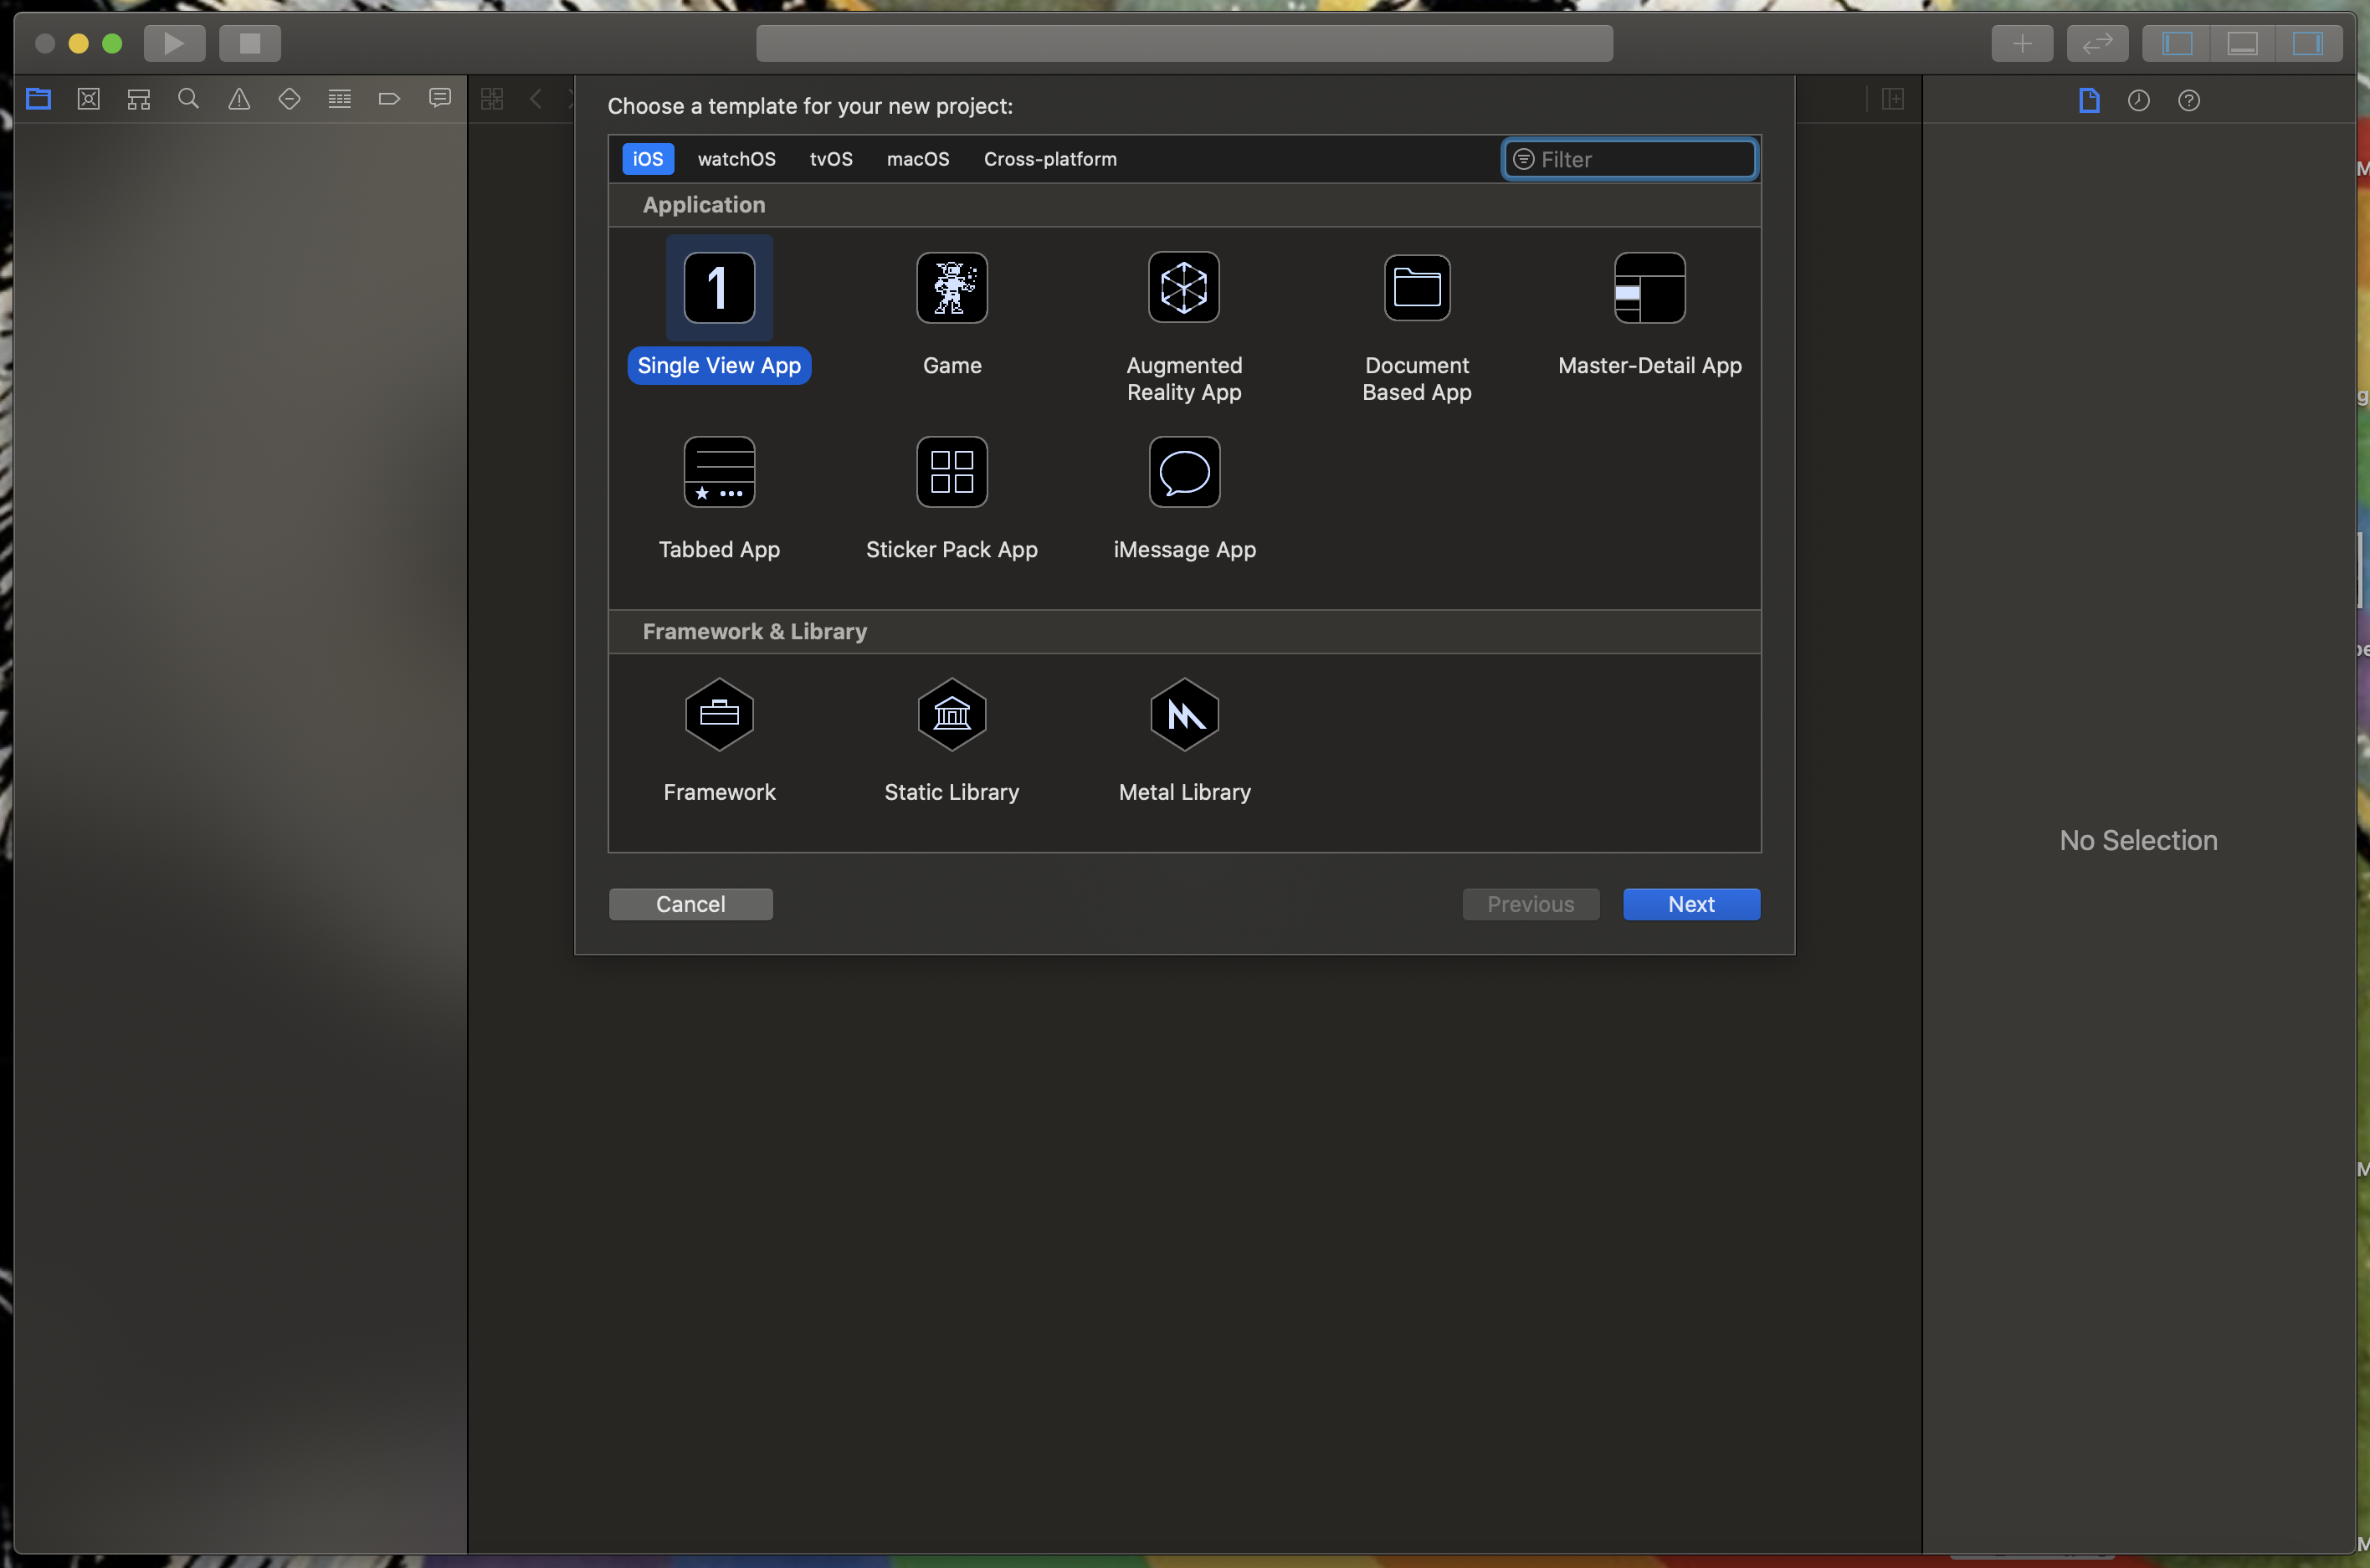 Choose a template for your new project:
iOS watchOS tvOS macOS Cross-platform Filter
Application
1
Single View App Game Augmented Reality App Document Based App Master-Detail App
Tabbed App Sticker Pack App iMessage App
Framework & Library
Framework Static Library Metal Library
No Selection
Cancel Previous Next